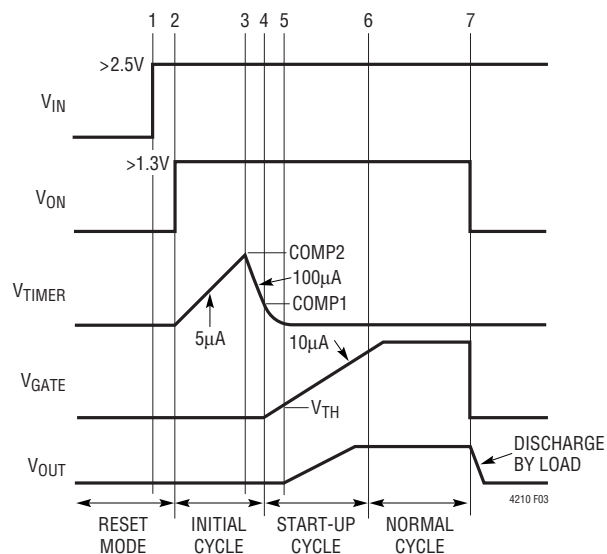 1 2 3 4 5 6 7
>2.5V
VIN
>1.3V
VON
COMP2
100µA
COMP1
VTIMER
5µA
10µA
VGATE
VTH
VOUT
DISCHARGE
BY LOAD
4210 F03
RESET
MODE
INITIAL
CYCLE
START-UP
CYCLE
NORMAL
CYCLE